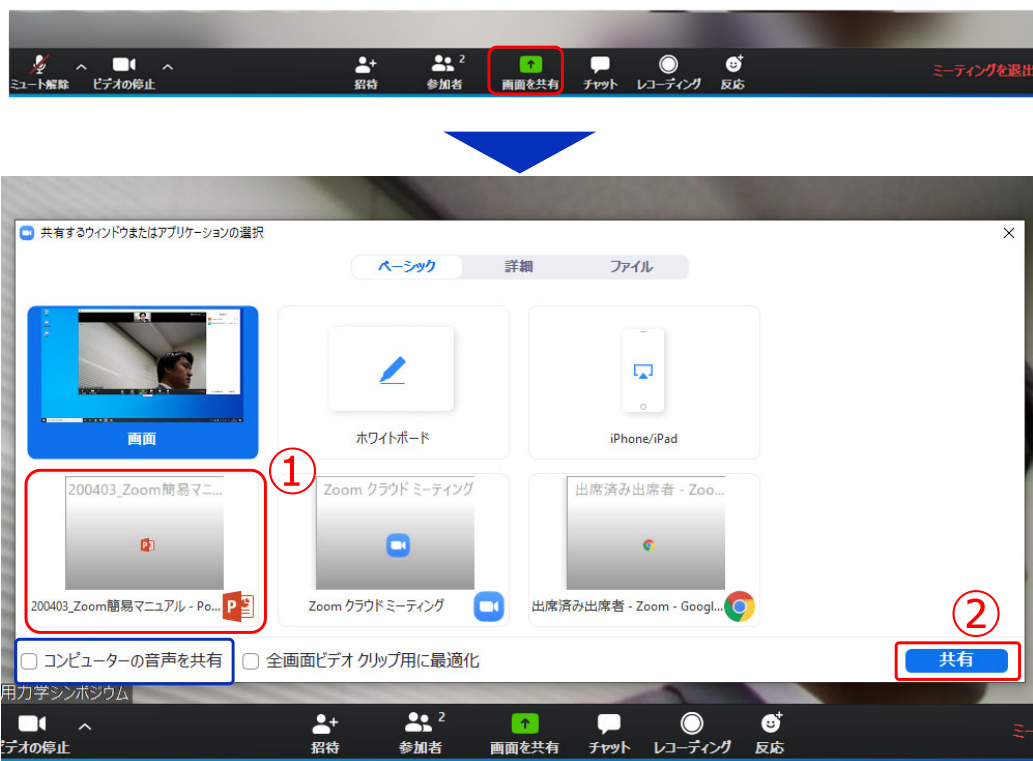 2
ミュート解除 ビデオの停止 招待 参加者 画面を共有 チャット レコーディング 反応 ミーティングを退出
共有するウィンドウまたはアプリケーションの選択
ベーシック 詳細 ファイル
画面 ホワイトボード iPhone/iPad
①
200403_Zoom簡易マニ... Zoom クラウド ミーティング 出席済み出席者 - Zoo...
200403_Zoom簡易マニュアル - Po... Zoom クラウド ミーティング 出席済み出席者 - Zoom - Googl...
②
コンピューターの音声を共有 全画面ビデオ クリップ用に最適化 共有
用力学シンポジウム
2
デオの停止 招待 参加者 画面を共有 チャット レコーディング 反応 ミー